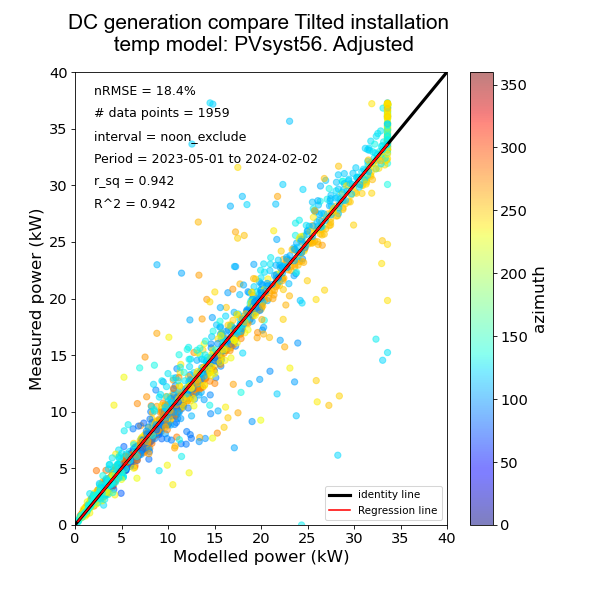 DC generation compare Tilted installation
temp model: PVsyst56. Adjusted
nRMSE = 18.4%
# data points = 1959
interval = noon_exclude
Period = 2023-05-01 to 2024-02-02
r_sq = 0.942
R^2 = 0.942
Measured power (kW)
40
35
30
25
20
15
10
5
0
0 5 10 15 20 25 30 35 40
Modelled power (kW)
identity line
Regression line
350
300
250
200
150
100
50
0
azimuth